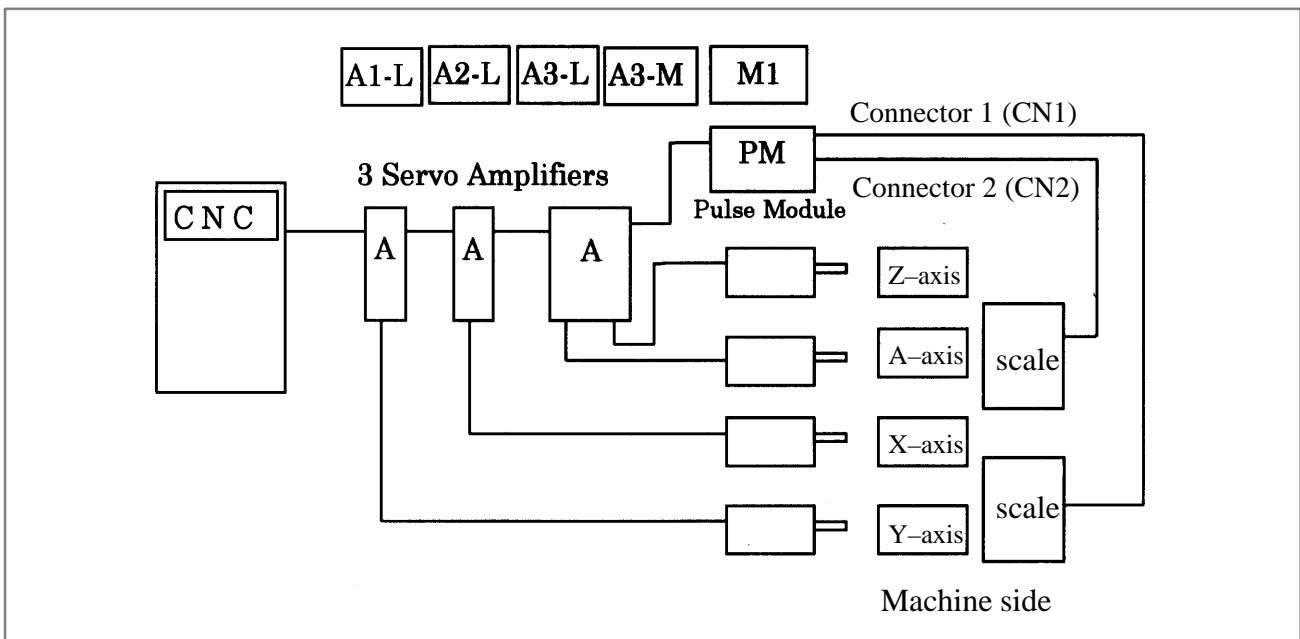 A1-L A2-L A3-L A3-M M1
Connector 1 (CN1)
PM
3 Servo Amplifiers
Connector 2 (CN2)
Pulse Module
CNC
A A A
Z–axis
A–axis
scale
X–axis
scale
Y–axis
Machine side